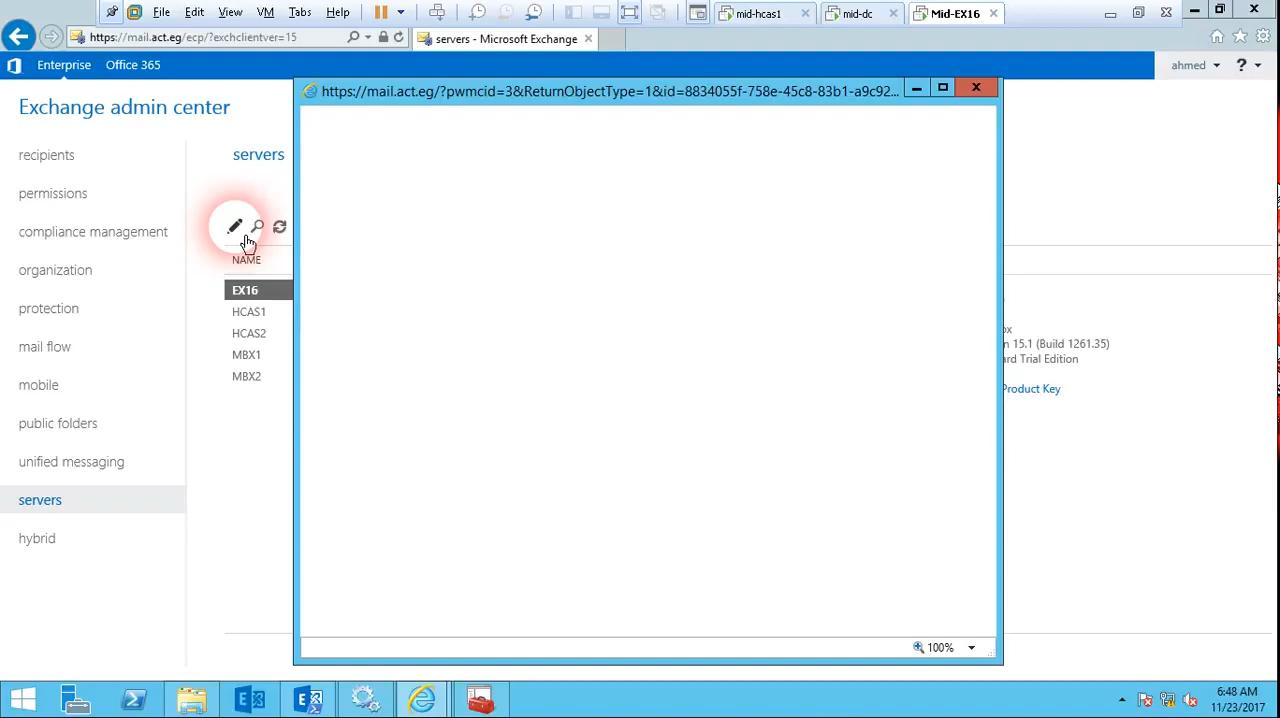 File Edit View VM Tabs Help
mid-hcas1 mid-dc Mid-EX16
https://mail.act.eg/ecp/?exchclientver=15
servers - Microsoft Exchange
Enterprise Office 365
ahmed ?
https://mail.act.eg/?pwmcid=3&ReturnObjectType=1&id=8834055f-758e-45c8-83b1-a9c92...
Exchange admin center
recipients
permissions
compliance management
organization
protection
mail flow
mobile
public folders
unified messaging
servers
hybrid
servers
NAME
EX16
HCAS1
HCAS2
MBX1
MBX2
ox
n 15.1 (Build 1261.35)
rd Trial Edition
Product Key
100%
6:48 AM
11/23/2017